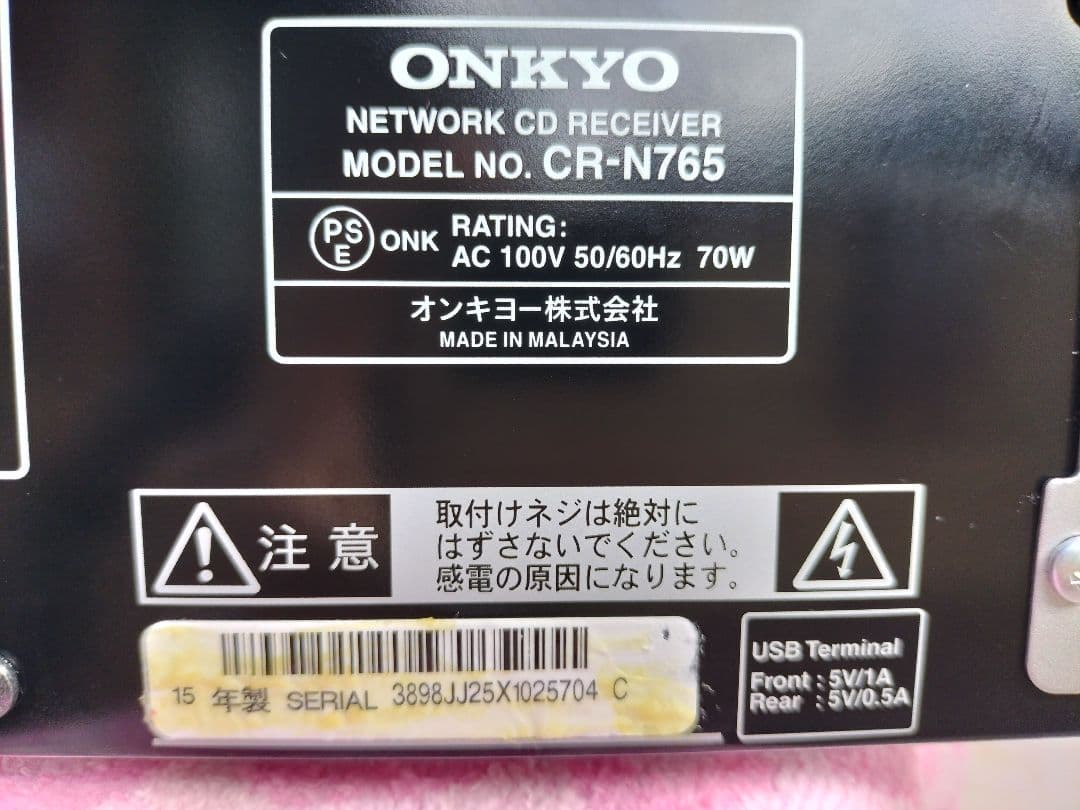 ONKYO
NETWORK CD RECEIVER
MODEL NO. CR-N765
PS E ONK
RATING:
AC 100V 50/60Hz 70W
オンキヨー株式会社
MADE IN MALAYSIA
注意
取付けネジは絶対に
はずさないでください。
感電の原因になります。
15 年製 SERIAL 3898JJ25X1025704 C
USB Terminal
Front : 5V/1A
Rear : 5V/0.5A